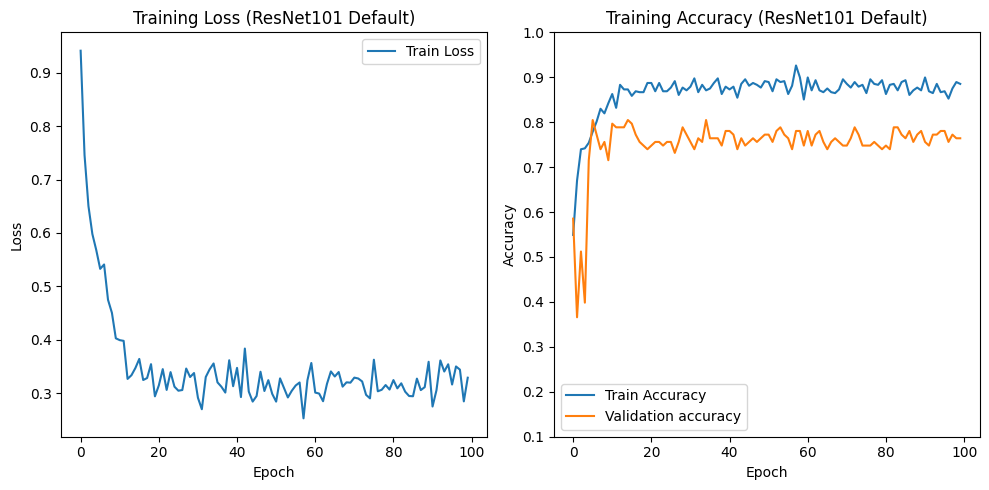 Training Loss (ResNet101 Default)
Train Loss
0.9
0.8
0.7
0.6
0.5
0.4
0.3
Loss
0 20 40 60 80 100
Epoch
Training Accuracy (ResNet101 Default)
1.0
0.9
0.8
0.7
0.6
0.5
0.4
0.3
0.2
0.1
Accuracy
Train Accuracy
Validation accuracy
0 20 40 60 80 100
Epoch